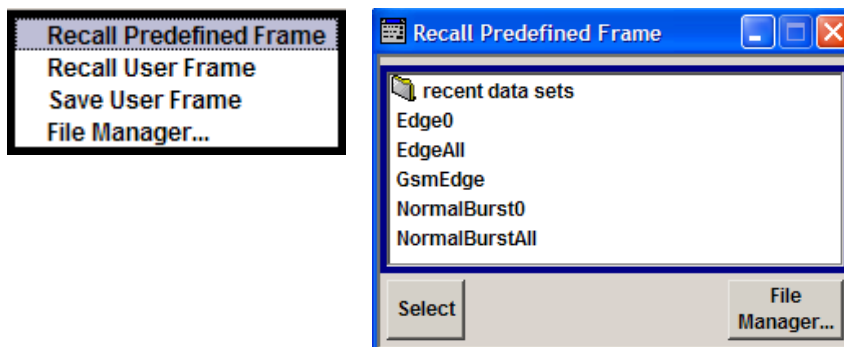 Recall Predefined Frame
Recall User Frame
Save User Frame
File Manager...
Recall Predefined Frame
recent data sets
Edge0
EdgeAll
GsmEdge
NormalBurst0
NormalBurstAll
Select
File
Manager...